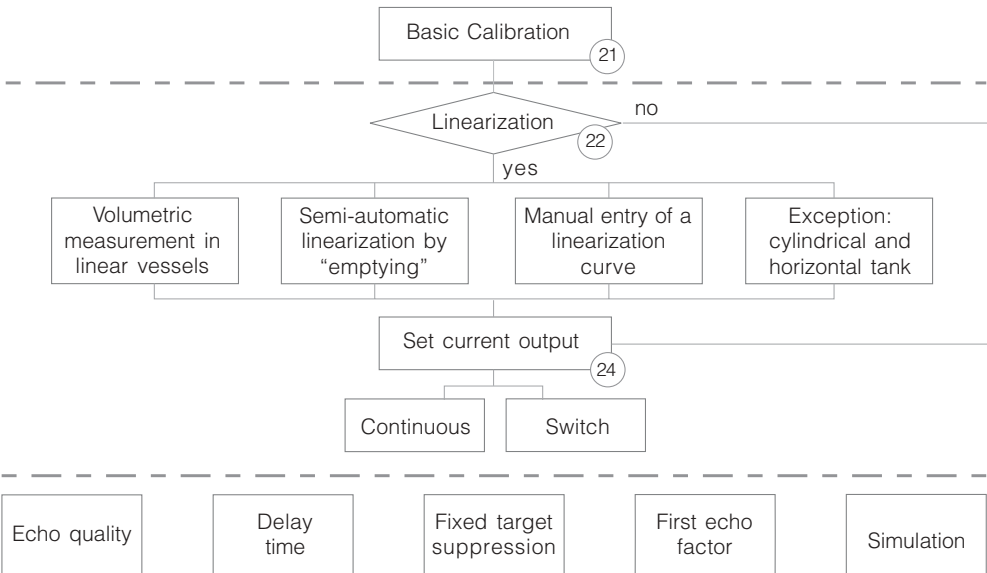 Basic Calibration
21
Linearization
22
no
yes
Volumetric
measurement in
linear vessels
Semi-automatic
linearization by
“emptying”
Manual entry of a
linearization
curve
Exception:
cylindrical and
horizontal tank
Set current output
24
Continuous
Switch
Echo quality
Delay
time
Fixed target
suppression
First echo
factor
Simulation